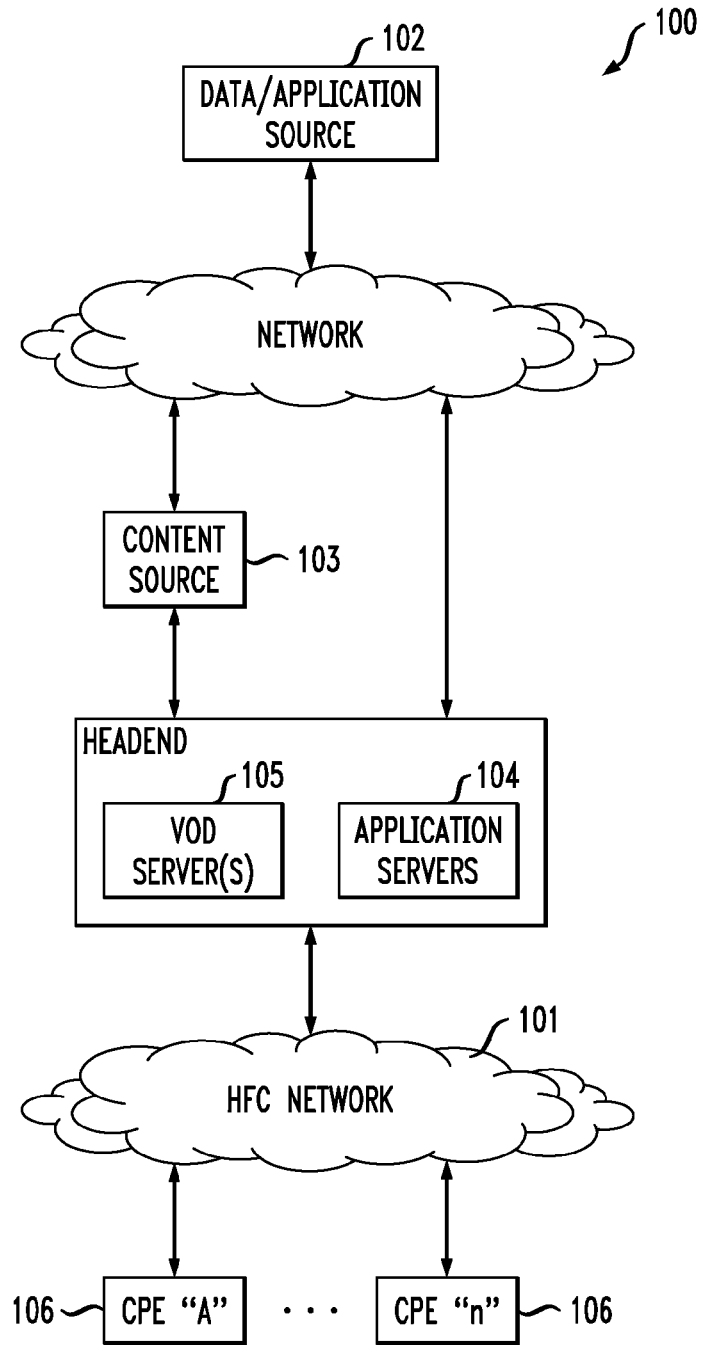 100
102
DATA/APPLICATION
SOURCE
NETWORK
CONTENT
SOURCE
103
HEADEND
105
VOD
SERVER(S)
104
APPLICATION
SERVERS
101
HFC NETWORK
106
CPE “A”
. . .
CPE “n”
106